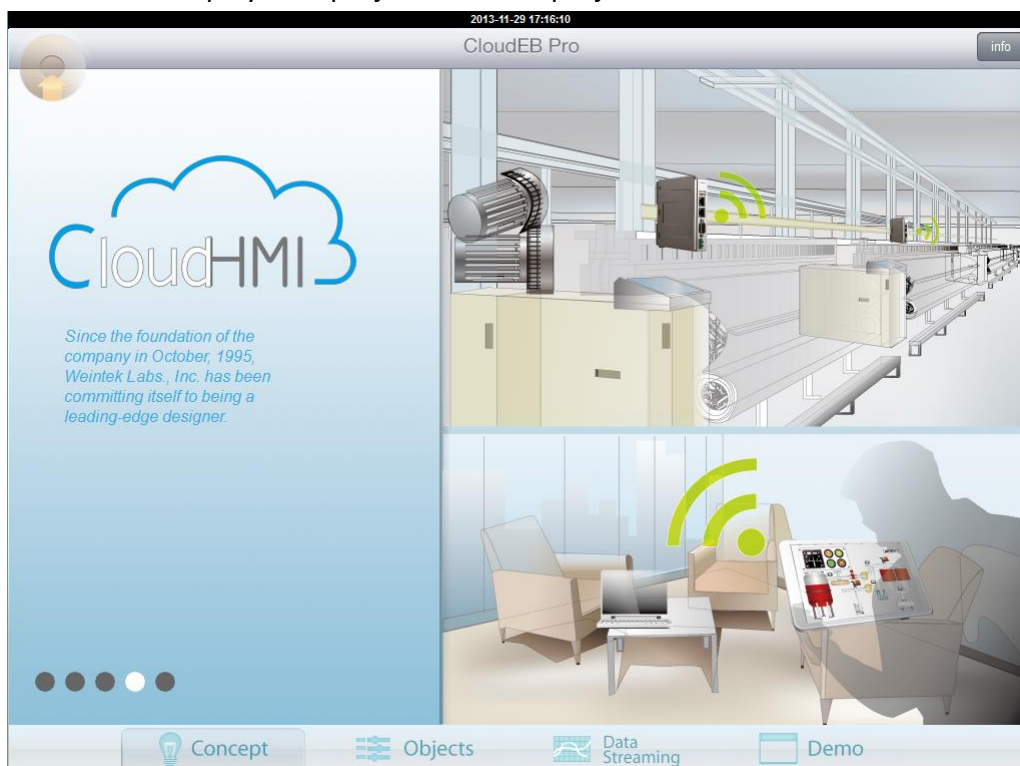 2013-11-29 17:16:10
CloudEB Pro
info
CloudHMI
Since the foundation of the
company in October, 1995,
Weintek Labs., Inc. has been
committing itself to being a
leading-edge designer.
Concept
Objects
Data
Streaming
Demo